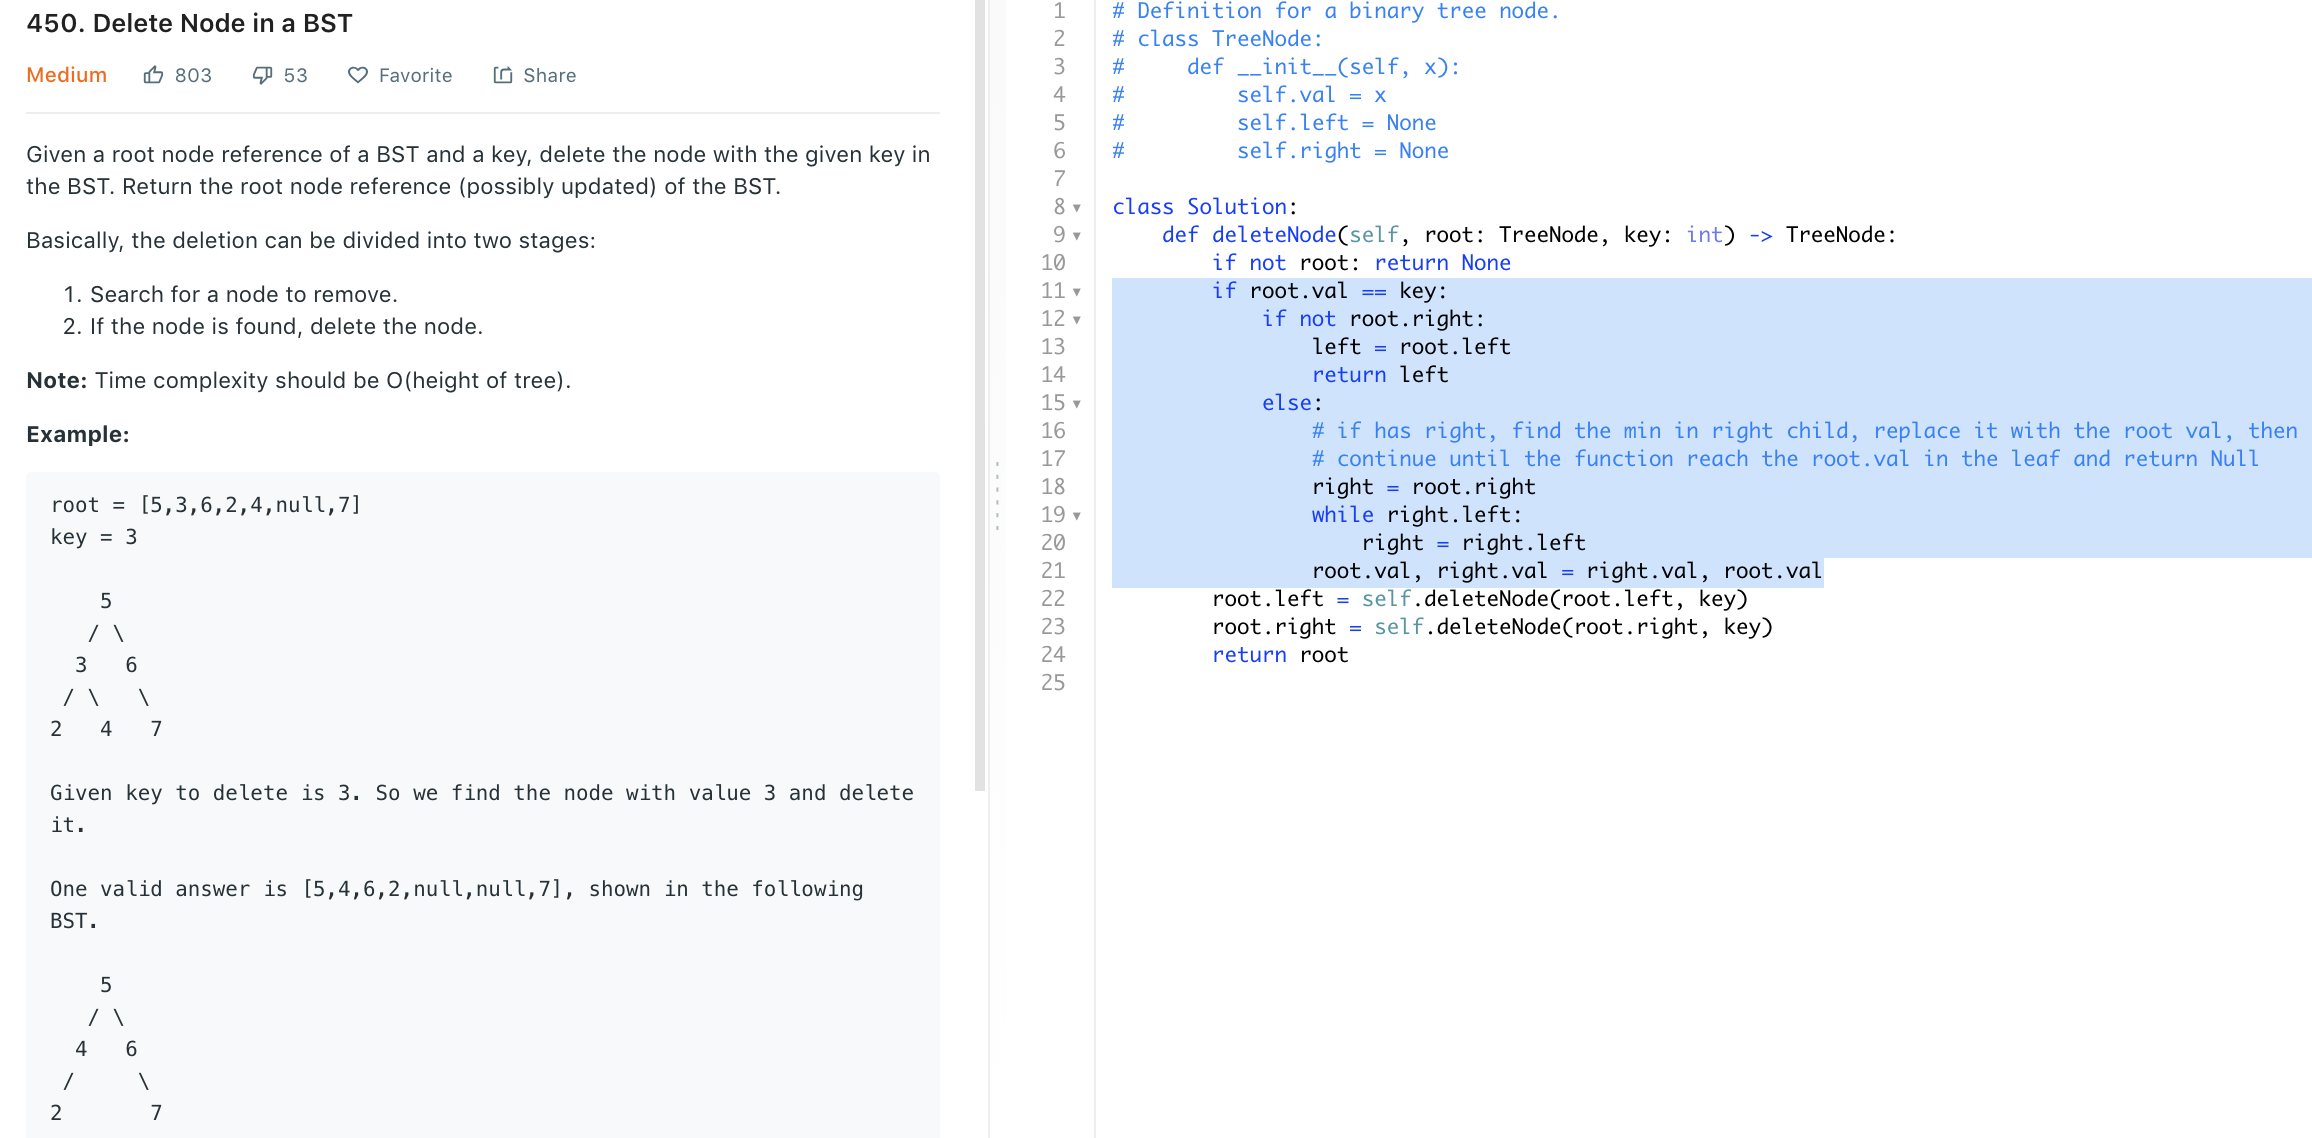 450. Delete Node in a BST
Medium 803 53 Favorite Share
Given a root node reference of a BST and a key, delete the node with the given key in
the BST. Return the root node reference (possibly updated) of the BST.
Basically, the deletion can be divided into two stages:
1. Search for a node to remove.
2. If the node is found, delete the node.
Note: Time complexity should be O(height of tree).
Example:
root = [5,3,6,2,4,null,7]
key = 3
    5
   / \
  3   6
 / \   \
2   4   7
Given key to delete is 3. So we find the node with value 3 and delete
it.
One valid answer is [5,4,6,2,null,null,7], shown in the following
BST.
    5
   / \
  4   6
 /     \
2       7
1 # Definition for a binary tree node.
2 # class TreeNode:
3 #     def __init__(self, x):
4 #         self.val = x
5 #         self.left = None
6 #         self.right = None
7
8 class Solution:
9     def deleteNode(self, root: TreeNode, key: int) -> TreeNode:
10         if not root: return None
11         if root.val == key:
12             if not root.right:
13                 left = root.left
14                 return left
15             else:
16                 # if has right, find the min in right child, replace it with the root val, then
17                 # continue until the function reach the root.val in the leaf and return Null
18                 right = root.right
19                 while right.left:
20                     right = right.left
21                 root.val, right.val = right.val, root.val
22         root.left = self.deleteNode(root.left, key)
23         root.right = self.deleteNode(root.right, key)
24         return root
25